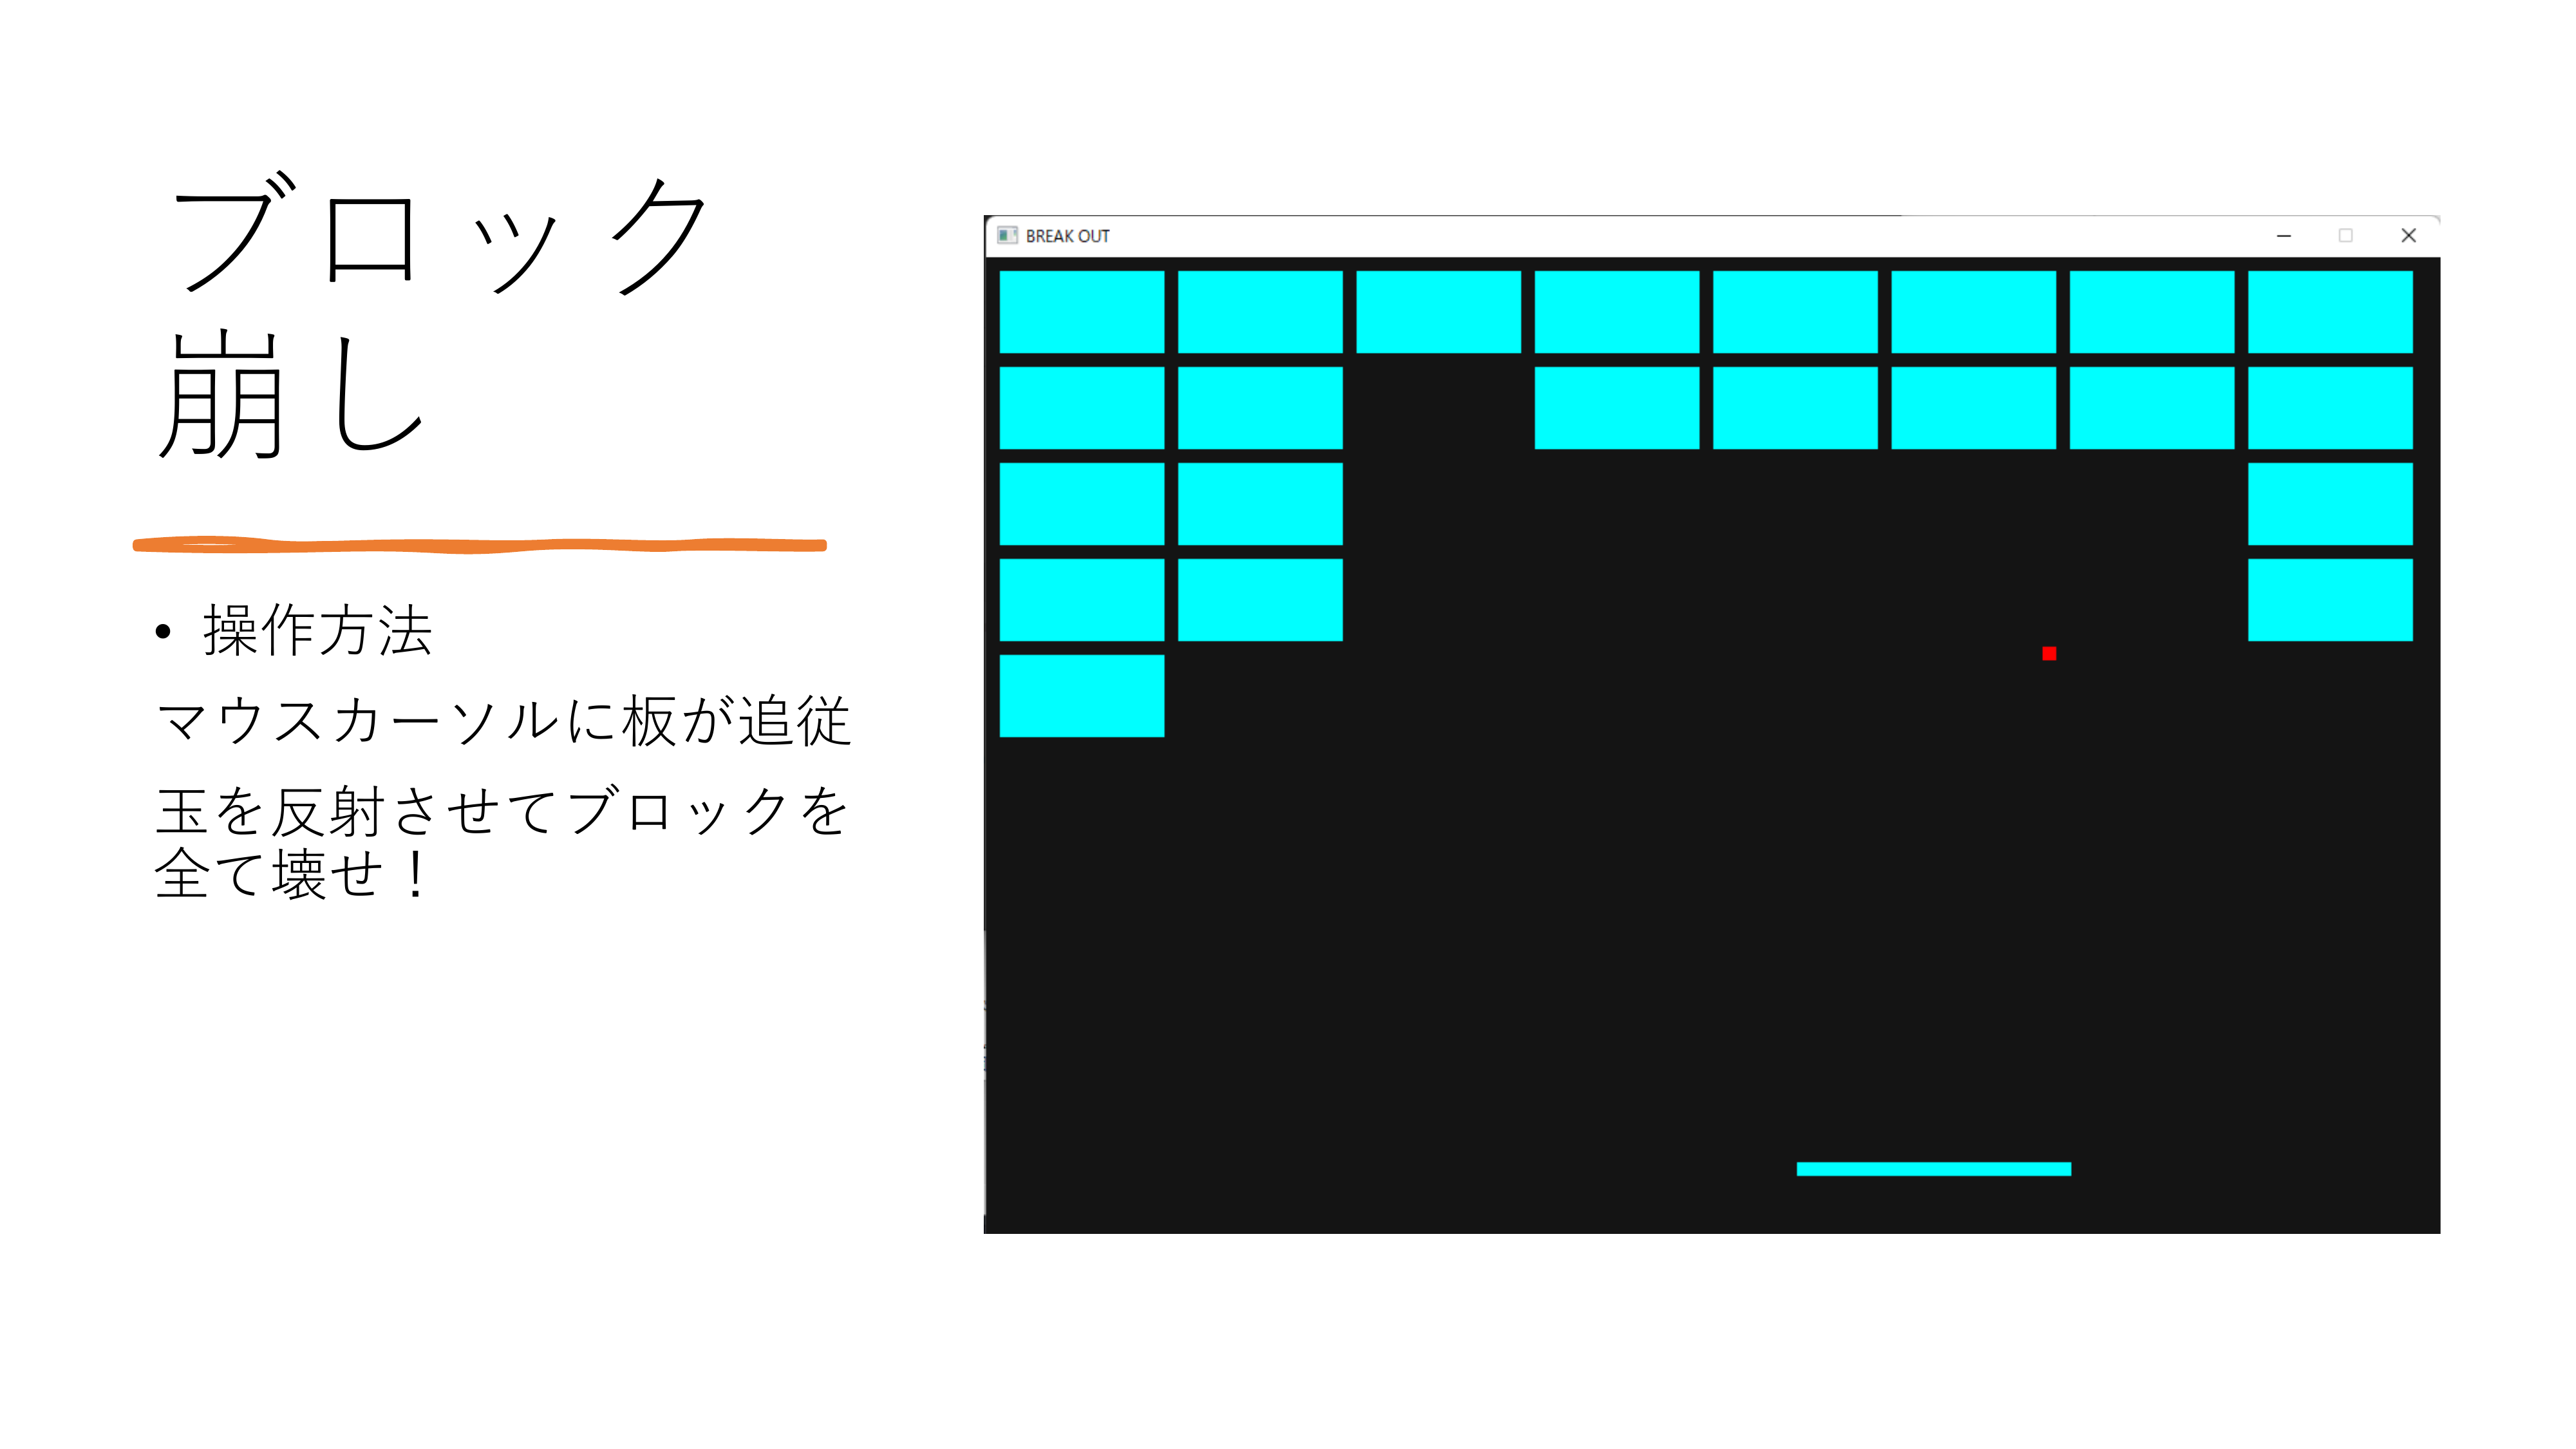 ブロック
崩し
• 操作方法
マウスカーソルに板が追従
玉を反射させてブロックを
全て壊せ！
BREAK OUT